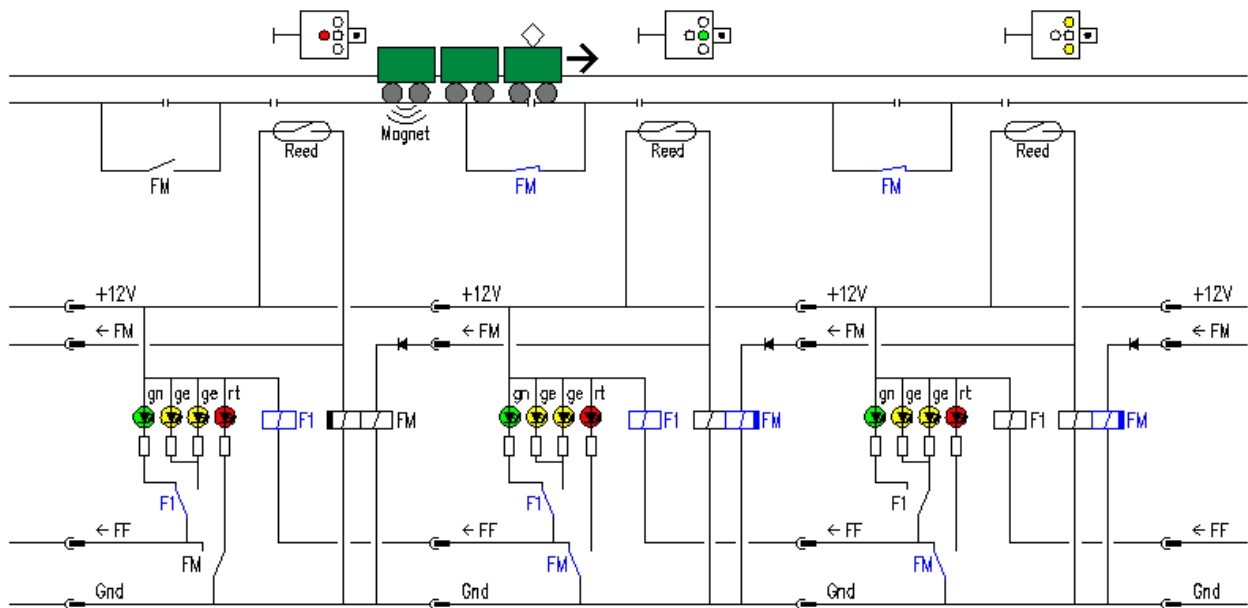 Magnet Reed Reed Reed
FM FM FM
+12V +12V +12V +12V
← FM ← FM ← FM ← FM
gn ge ge rt gn ge ge rt gn ge ge rt
F1 FM F1 FM F1 FM
F1 F1 F1
← FF ← FF ← FF ← FF
FM FM FM
Gnd Gnd Gnd Gnd